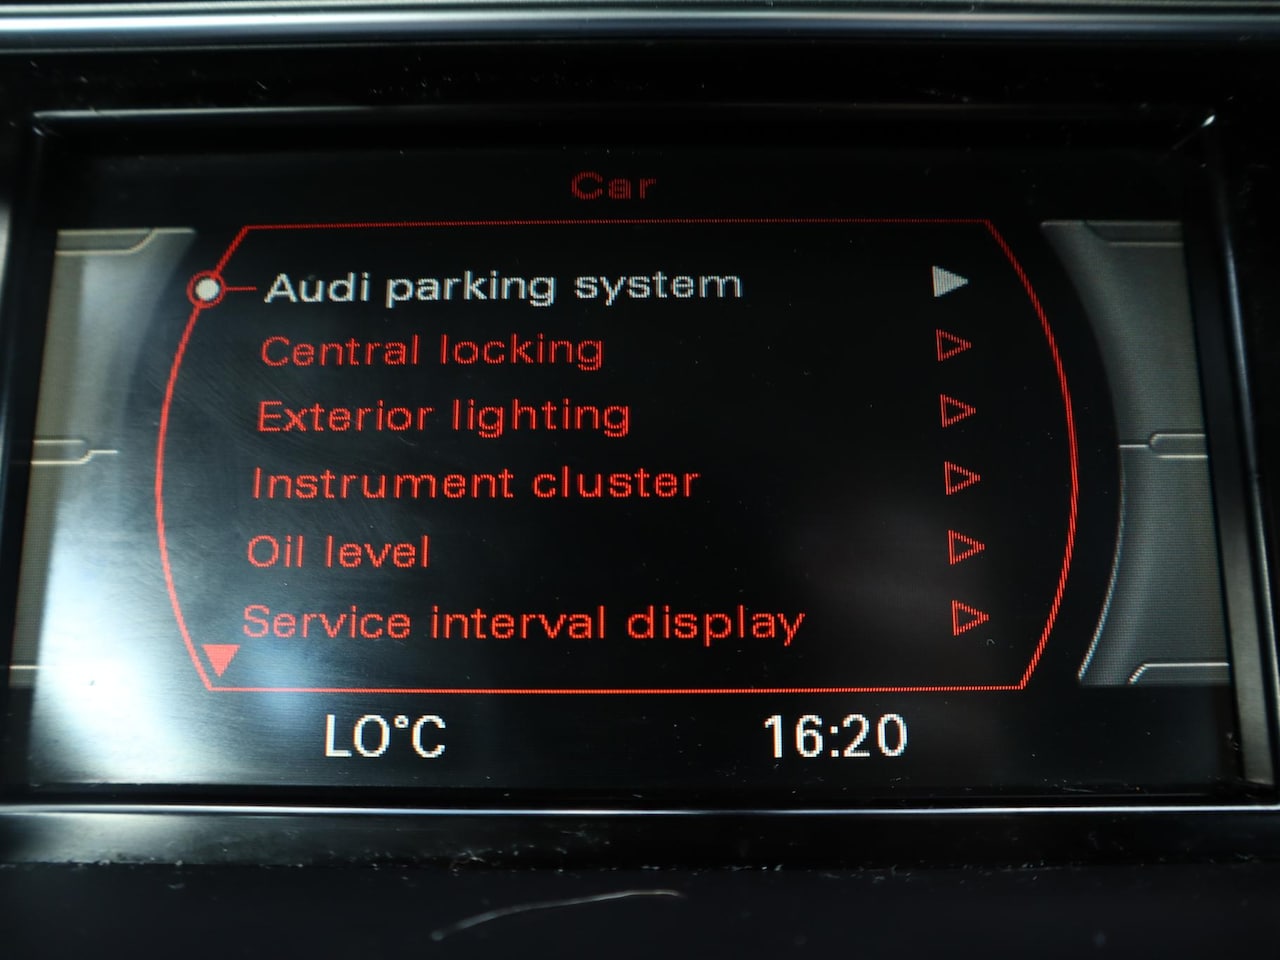 Car
Audi parking system
Central locking
Exterior lighting
Instrument cluster
Oil level
Service interval display
LO°C 16:20